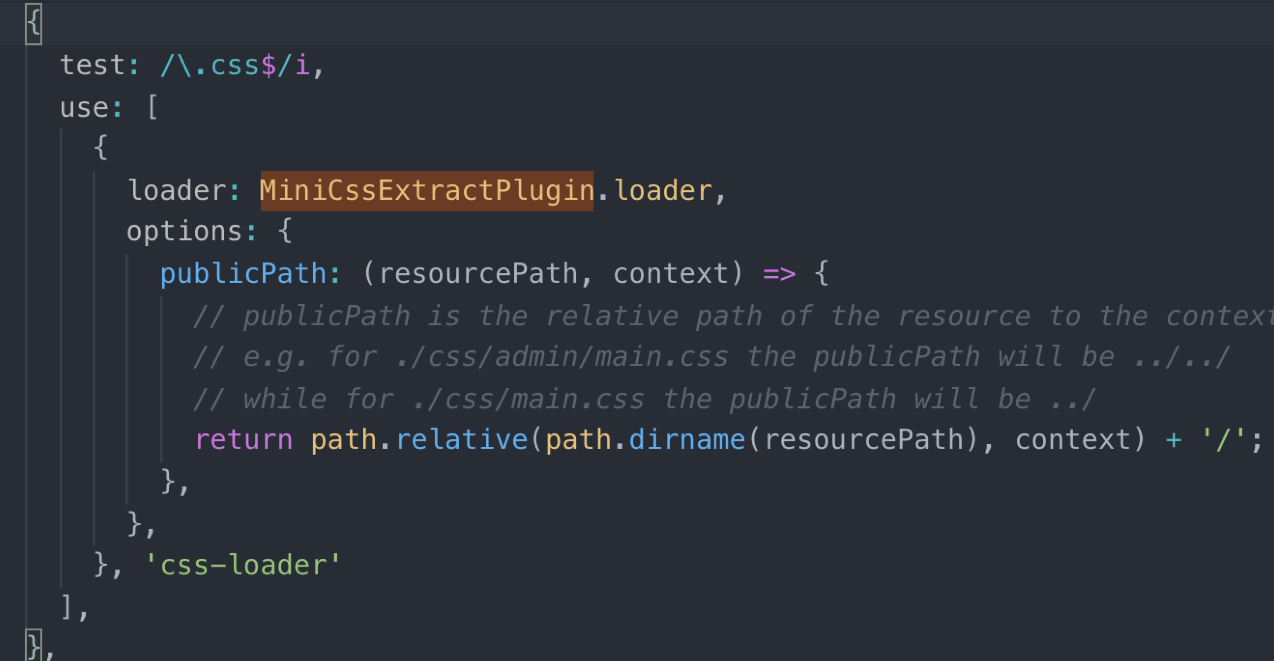 {
test: /\.css$/i,
use: [
{
loader: MiniCssExtractPlugin.loader,
options: {
publicPath: (resourcePath, context) => {
// publicPath is the relative path of the resource to the context
// e.g. for ./css/admin/main.css the publicPath will be ../../
// while for ./css/main.css the publicPath will be ../
return path.relative(path.dirname(resourcePath), context) + '/';
},
},
}, 'css-loader'
],
},